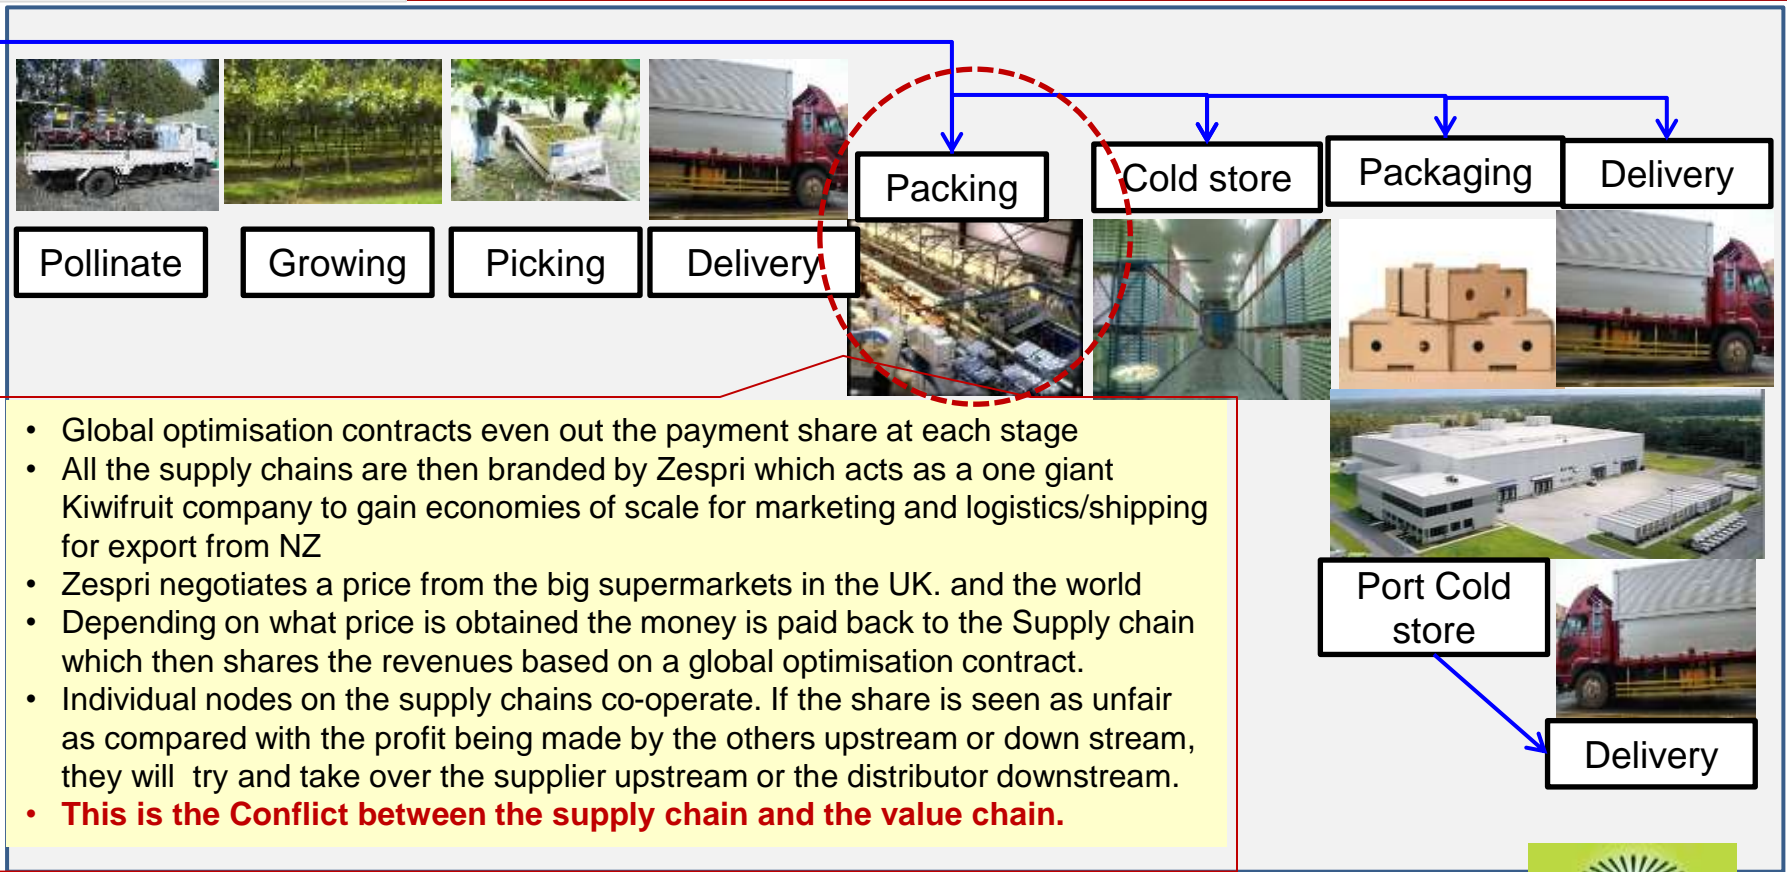 Packing
Cold store
Packaging
Delivery
Pollinate
Growing
Picking
Delivery
• Global optimisation contracts even out the payment share at each stage
• All the supply chains are then branded by Zespri which acts as a one giant
Kiwifruit company to gain economies of scale for marketing and logistics/shipping
for export from NZ
• Zespri negotiates a price from the big supermarkets in the UK. and the world
• Depending on what price is obtained the money is paid back to the Supply chain
which then shares the revenues based on a global optimisation contract.
• Individual nodes on the supply chains co-operate. If the share is seen as unfair
as compared with the profit being made by the others upstream or down stream,
they will  try and take over the supplier upstream or the distributor downstream.
• This is the Conflict between the supply chain and the value chain.
Port Cold
store
Delivery